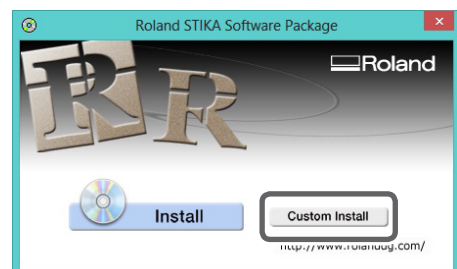 Roland STIKA Software Package
Roland
R R
Install
Custom Install
http://www.rolanddg.com/